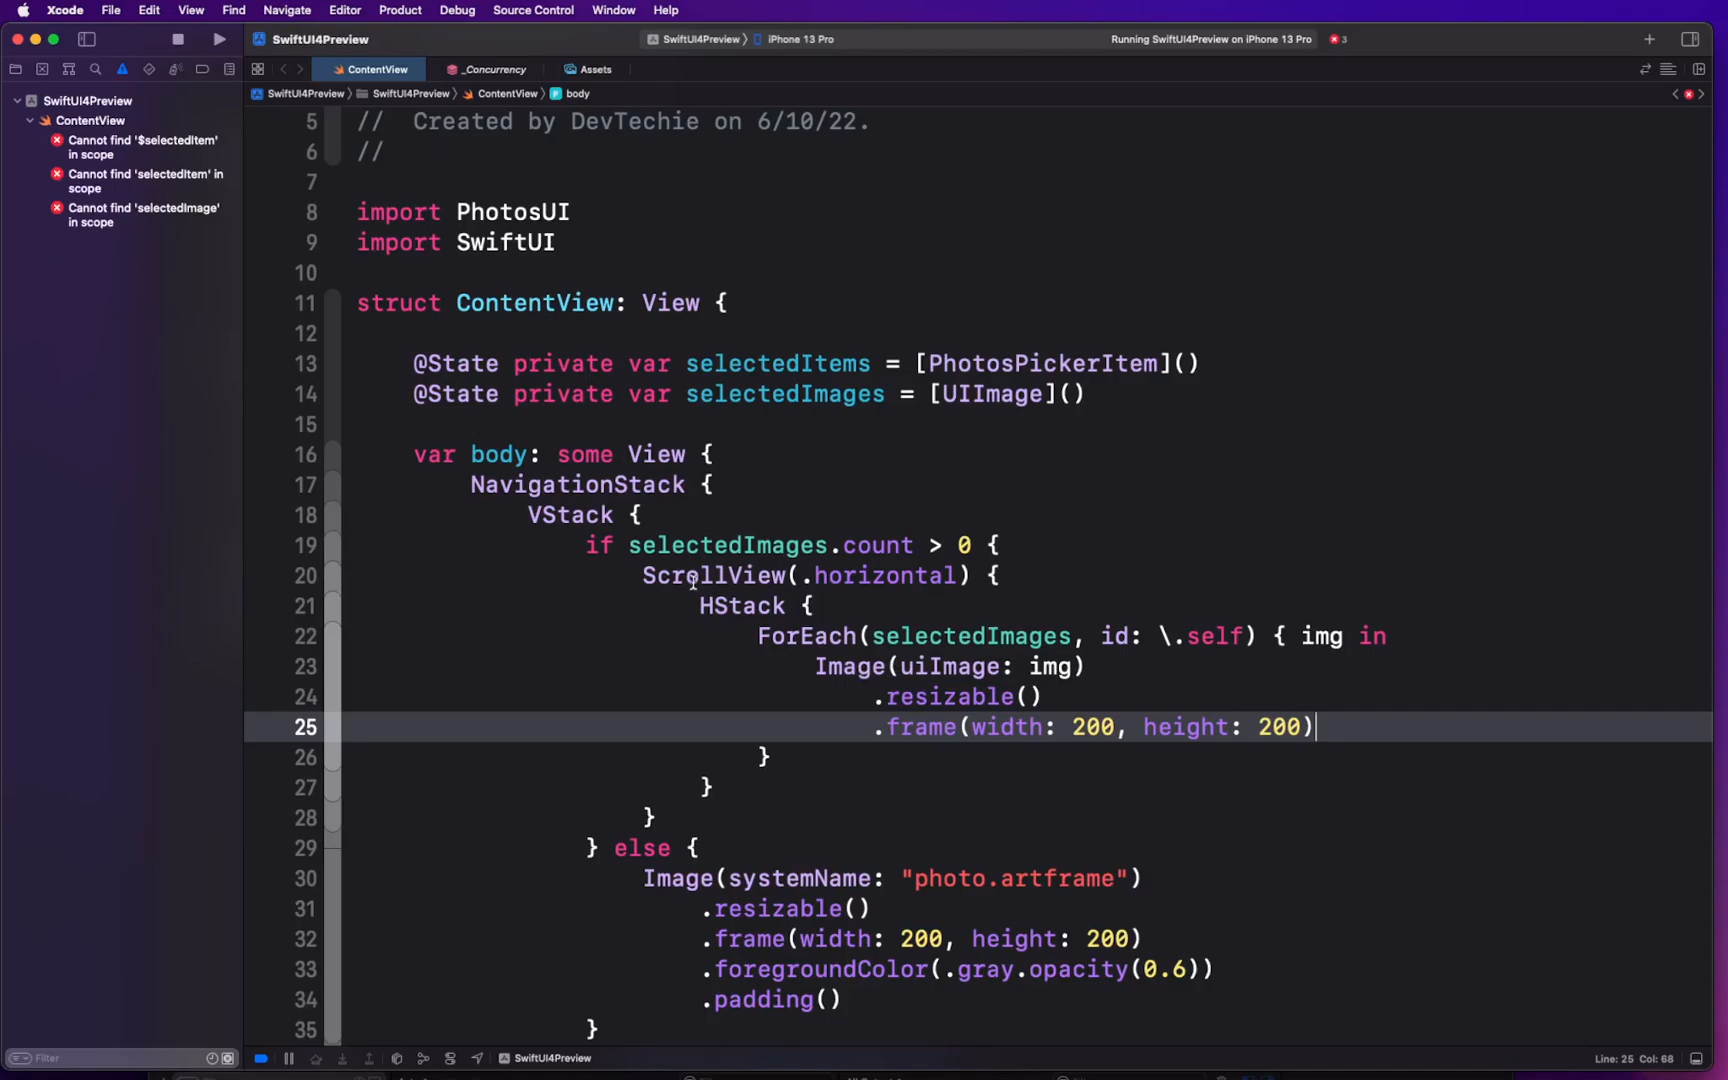 Xcode File Edit View Find Navigate Editor Product Debug Source Control Window Help
SwiftUI4Preview SwiftUI4Preview 〉 iPhone 13 Pro Running SwiftUI4Preview on iPhone 13 Pro 3
ContentView _Concurrency Assets
SwiftUI4Preview 〉 SwiftUI4Preview 〉 ContentView 〉 P body
SwiftUI4Preview
ContentView
Cannot find '$selectedItem'
in scope
Cannot find 'selectedItem' in
scope
Cannot find 'selectedImage'
in scope
5 //  Created by DevTechie on 6/10/22.
6 //
7
8 import PhotosUI
9 import SwiftUI
10
11 struct ContentView: View {
12
13 @State private var selectedItems = [PhotosPickerItem]()
14 @State private var selectedImages = [UIImage]()
15
16 var body: some View {
17 NavigationStack {
18 VStack {
19 if selectedImages.count > 0 {
20 ScrollView(.horizontal) {
21 HStack {
22 ForEach(selectedImages, id: \.self) { img in
23 Image(uiImage: img)
24 .resizable()
25 .frame(width: 200, height: 200)
26 }
27 }
28 }
29 } else {
30 Image(systemName: "photo.artframe")
31 .resizable()
32 .frame(width: 200, height: 200)
33 .foregroundColor(.gray.opacity(0.6))
34 .padding()
35 }
Filter SwiftUI4Preview Line: 25 Col: 68